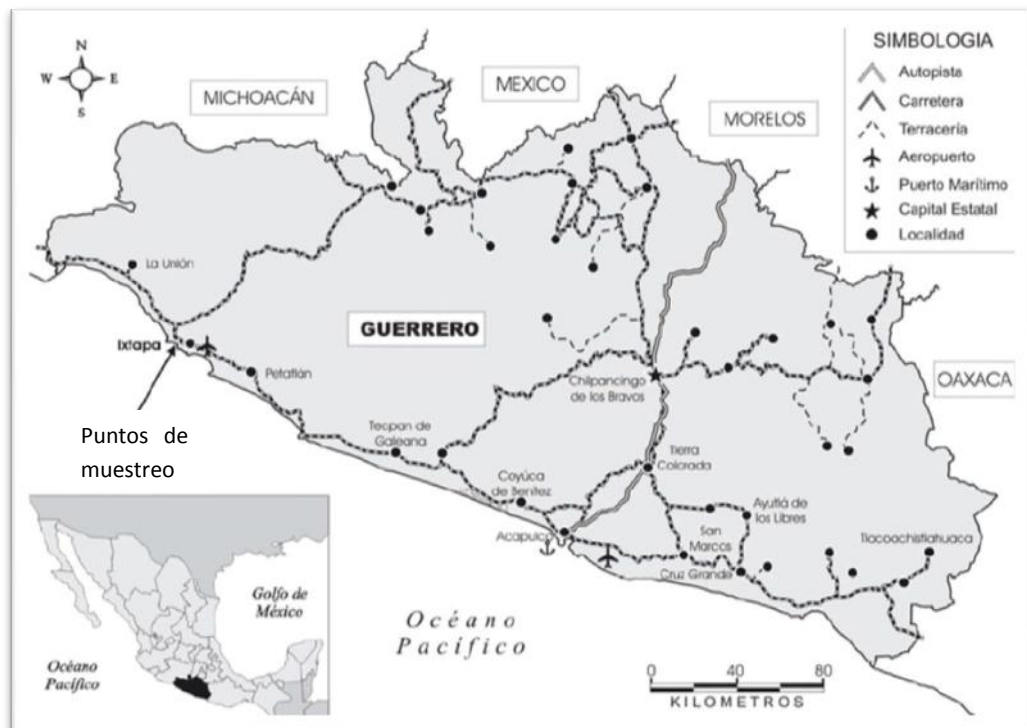 N
W E
S
MICHOACÁN
MEXICO
MORELOS
SIMBOLOGIA
Autopista
Carretera
Terracería
Aeropuerto
Puerto Marítimo
Capital Estatal
Localidad
La Unión
Ixtapa
GUERRERO
Petatlán
Chilpancingo
de los Bravos
OAXACA
Puntos de
muestreo
Tecpan de
Galeana
Tierra
Colorada
Coyúca
de Benítez
Ayutlá de
los Libres
Acapulco
San
Marcos
Tlacoachistlahuaca
Cruz Grande
Golfo de
México
Océano
Pacífico
Océano
Pacífico
0 40 80
KILOMETROS